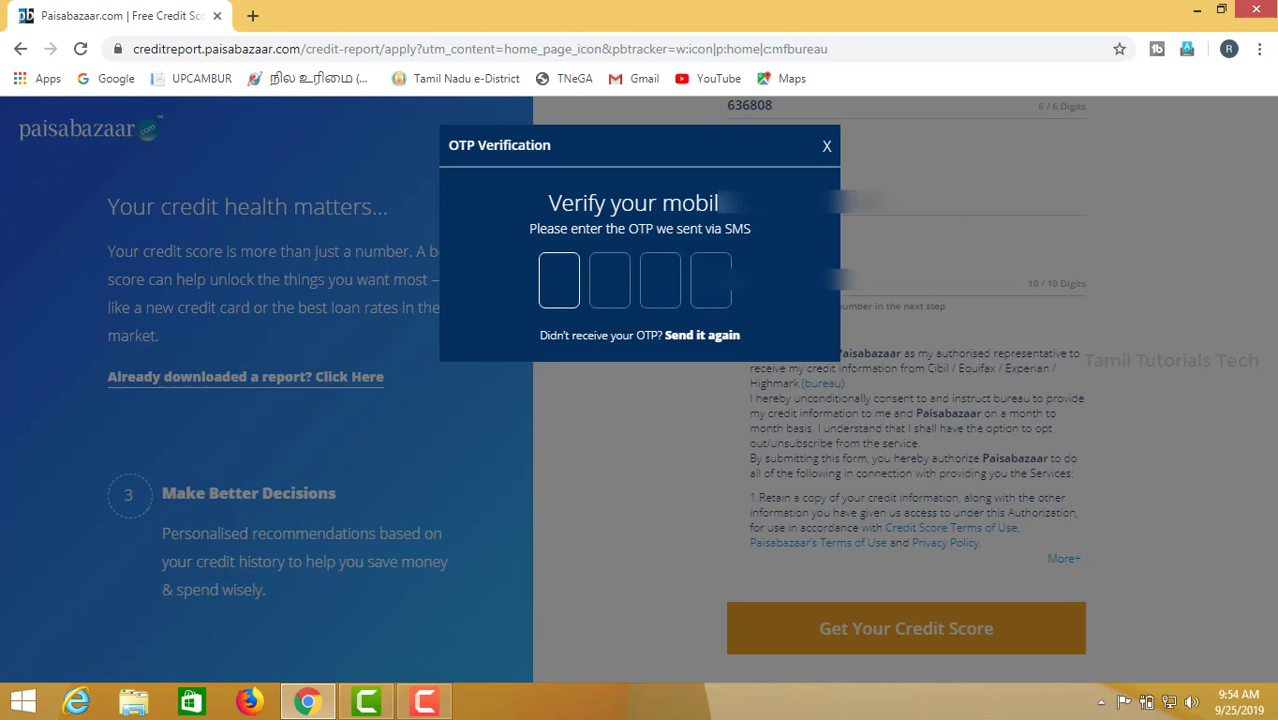 Paisabazaar.com | Free Credit Sc
creditreport.paisabazaar.com/credit-report/apply?utm_content=home_page_icon&pbtracker=w:icon|p:home|c:mfbureau
R
Apps Google UPCAMBUR நில உரிமை (... Tamil Nadu e-District TNeGA Gmail YouTube Maps
paisabazaar.com
Your credit health matters...
Your credit score is more than just a number. A b
score can help unlock the things you want most –
like a new credit card or the best loan rates in the
market.
Already downloaded a report? Click Here
3 Make Better Decisions
Personalised recommendations based on
your credit history to help you save money
& spend wisely.
OTP Verification X
Verify your mobil
Please enter the OTP we sent via SMS
Didn't receive your OTP? Send it again
636808 6 / 6 Digits
10 / 10 Digits
number in the next step
Paisabazaar as my authorised representative to
receive my credit information from Cibil / Equifax / Experian /
Highmark (bureau).
I hereby unconditionally consent to and instruct bureau to provide
my credit information to me and Paisabazaar on a month to
month basis. I understand that I shall have the option to opt
out/unsubscribe from the service.
By submitting this form, you hereby authorize Paisabazaar to do
all of the following in connection with providing you the Services:
1.Retain a copy of your credit information, along with the other
information you have given us access to under this Authorization,
for use in accordance with Credit Score Terms of Use,
Paisabazaar's Terms of Use and Privacy Policy.
More+
Get Your Credit Score
Tamil Tutorials Tech
9:54 AM
9/25/2019